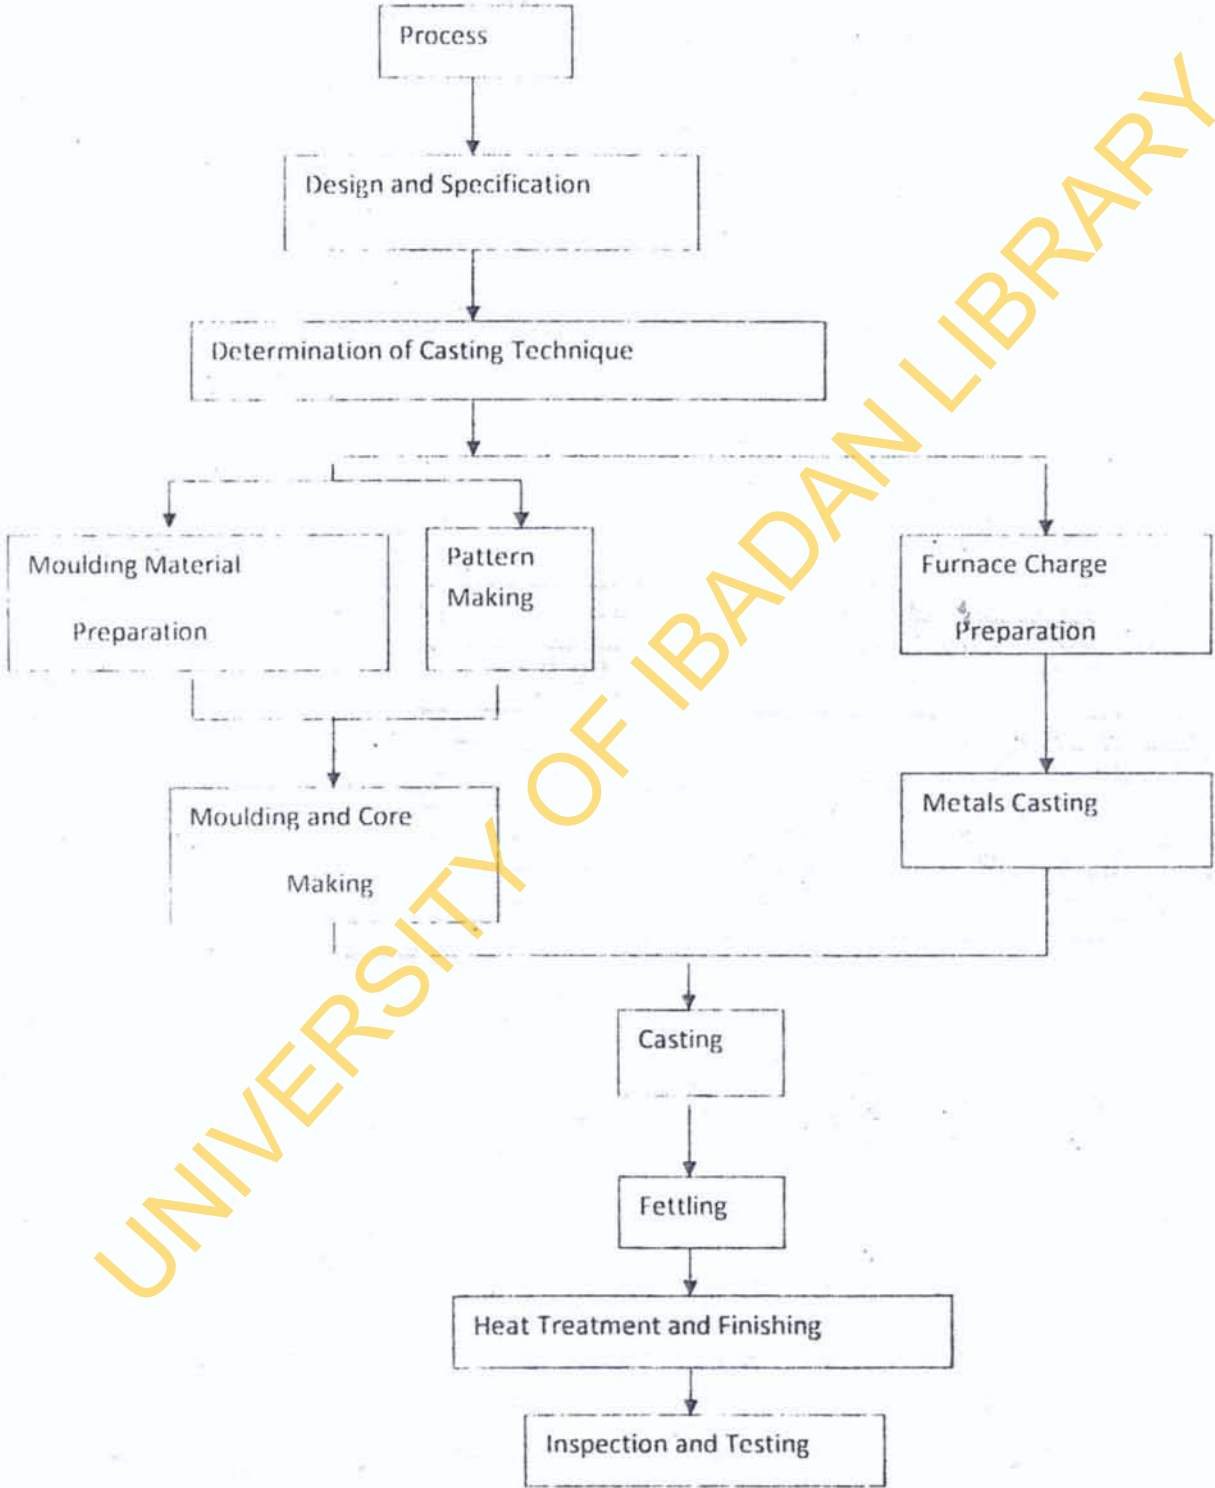 Process
Design and Specification
Determination of Casting Technique
Moulding Material
Preparation
Pattern
Making
Furnace Charge
Preparation
Moulding and Core
Making
Metals Casting
Casting
Fettling
Heat Treatment and Finishing
Inspection and Testing
UNIVERSITY OF IBADAN LIBRARY